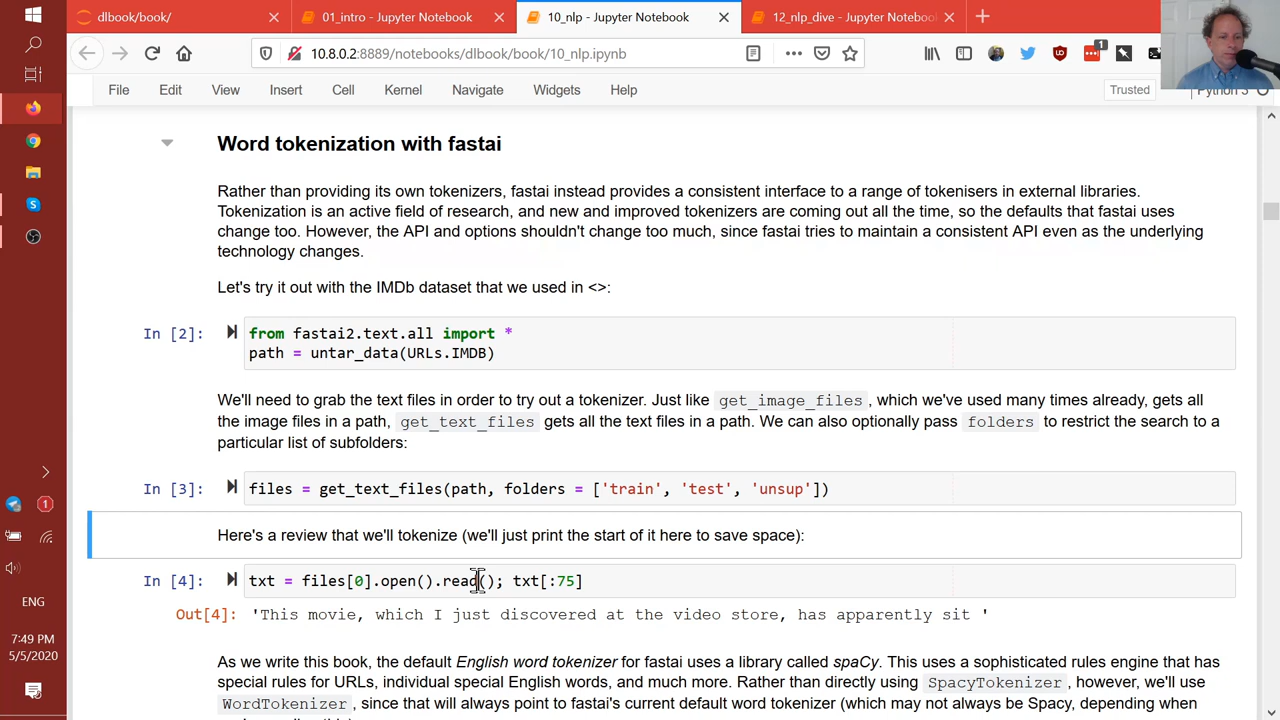 dlbook/book/
01_intro - Jupyter Notebook
10_nlp - Jupyter Notebook
12_nlp_dive - Jupyter Notebook
10.8.0.2:8889/notebooks/dlbook/book/10_nlp.ipynb
1
File Edit View Insert Cell Kernel Navigate Widgets Help
Trusted
Python 3
Word tokenization with fastai
Rather than providing its own tokenizers, fastai instead provides a consistent interface to a range of tokenisers in external libraries.
Tokenization is an active field of research, and new and improved tokenizers are coming out all the time, so the defaults that fastai uses
change too. However, the API and options shouldn't change too much, since fastai tries to maintain a consistent API even as the underlying
technology changes.
Let's try it out with the IMDb dataset that we used in <>:
In [2]: from fastai2.text.all import *
path = untar_data(URLs.IMDB)
We'll need to grab the text files in order to try out a tokenizer. Just like get_image_files, which we've used many times already, gets all
the image files in a path, get_text_files gets all the text files in a path. We can also optionally pass folders to restrict the search to a
particular list of subfolders:
In [3]: files = get_text_files(path, folders = ['train', 'test', 'unsup'])
Here's a review that we'll tokenize (we'll just print the start of it here to save space):
In [4]: txt = files[0].open().read(); txt[:75]
Out[4]: 'This movie, which I just discovered at the video store, has apparently sit '
As we write this book, the default English word tokenizer for fastai uses a library called spaCy. This uses a sophisticated rules engine that has
special rules for URLs, individual special English words, and much more. Rather than directly using SpacyTokenizer, however, we'll use
WordTokenizer, since that will always point to fastai's current default word tokenizer (which may not always be Spacy, depending
1
ENG
7:49 PM
5/5/2020